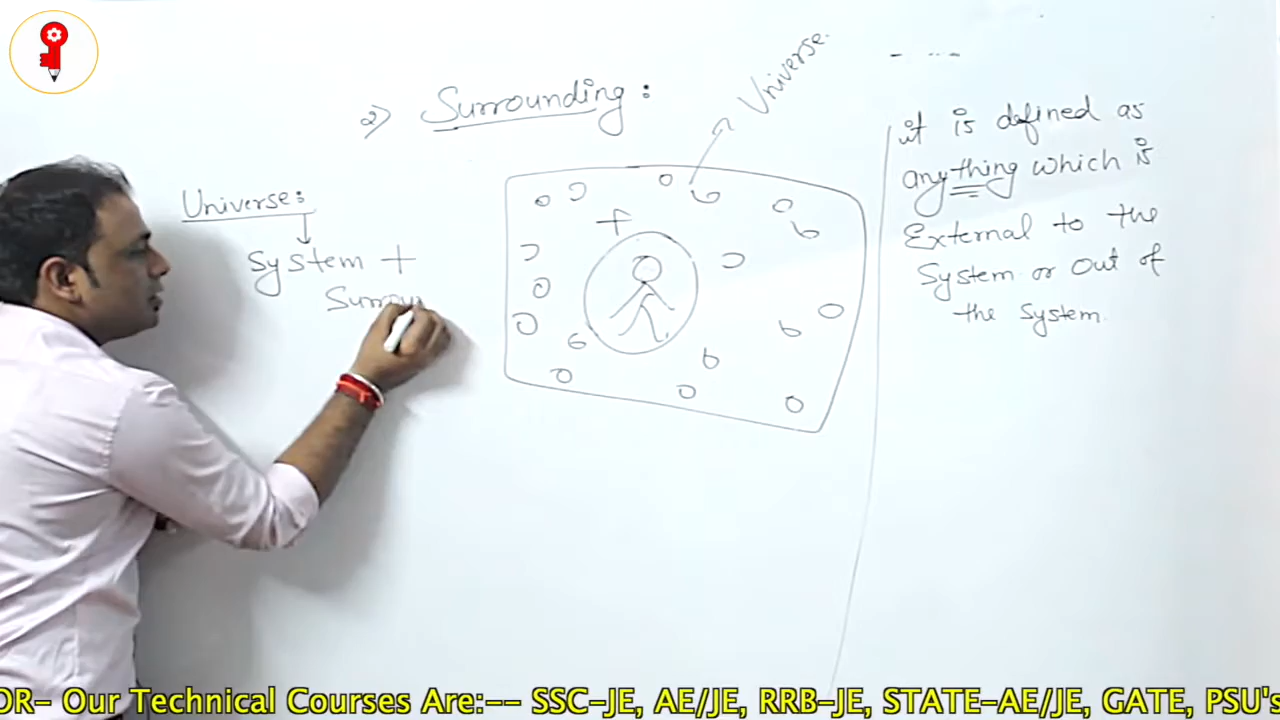 2) Surrounding:
Universe.
Universe:
System +
Surrou
it is defined as
anything which is
External to the
System or out of
the System.
OR- Our Technical Courses Are:-- SSC-JE, AE/JE, RRB-JE, STATE-AE/JE, GATE, PSU's